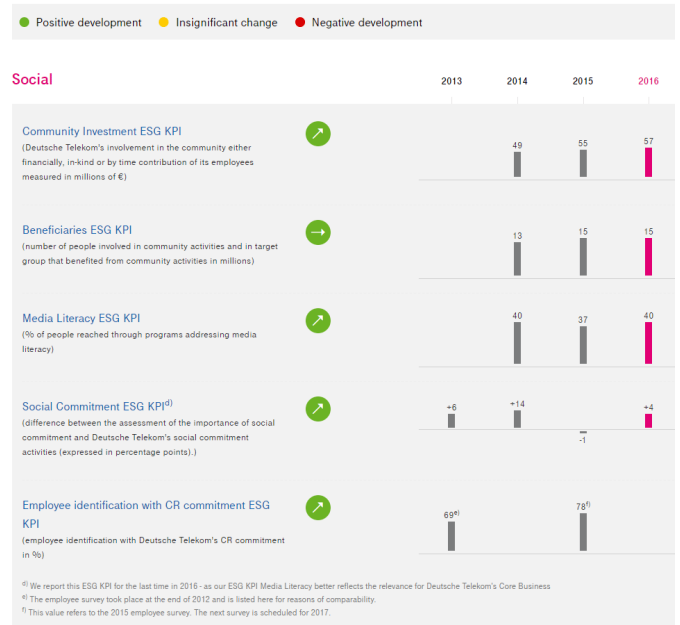 Positive development Insignificant change Negative development
Social 2013 2014 2015 2016
Community Investment ESG KPI
(Deutsche Telekom's involvement in the community either
financially, in-kind or by time contribution of its employees
measured in millions of €)
49 55 57
Beneficiaries ESG KPI
(number of people involved in community activities and in target
group that benefited from community activities in millions)
13 15 15
Media Literacy ESG KPI
(% of people reached through programs addressing media
literacy)
40 37 40
Social Commitment ESG KPId)
(difference between the assessment of the importance of social
commitment and Deutsche Telekom's social commitment
activities (expressed in percentage points).)
+6 +14 -1 +4
Employee identification with CR commitment ESG
KPI
(employee identification with Deutsche Telekom's CR commitment
in %)
69e) 78f)
d) We report this ESG KPI for the last time in 2016 - as our ESG KPI Media Literacy better reflects the relevance for Deutsche Telekom's Core Business
e) The employee survey took place at the end of 2012 and is listed here for reasons of comparability.
f) This value refers to the 2015 employee survey. The next survey is scheduled for 2017.